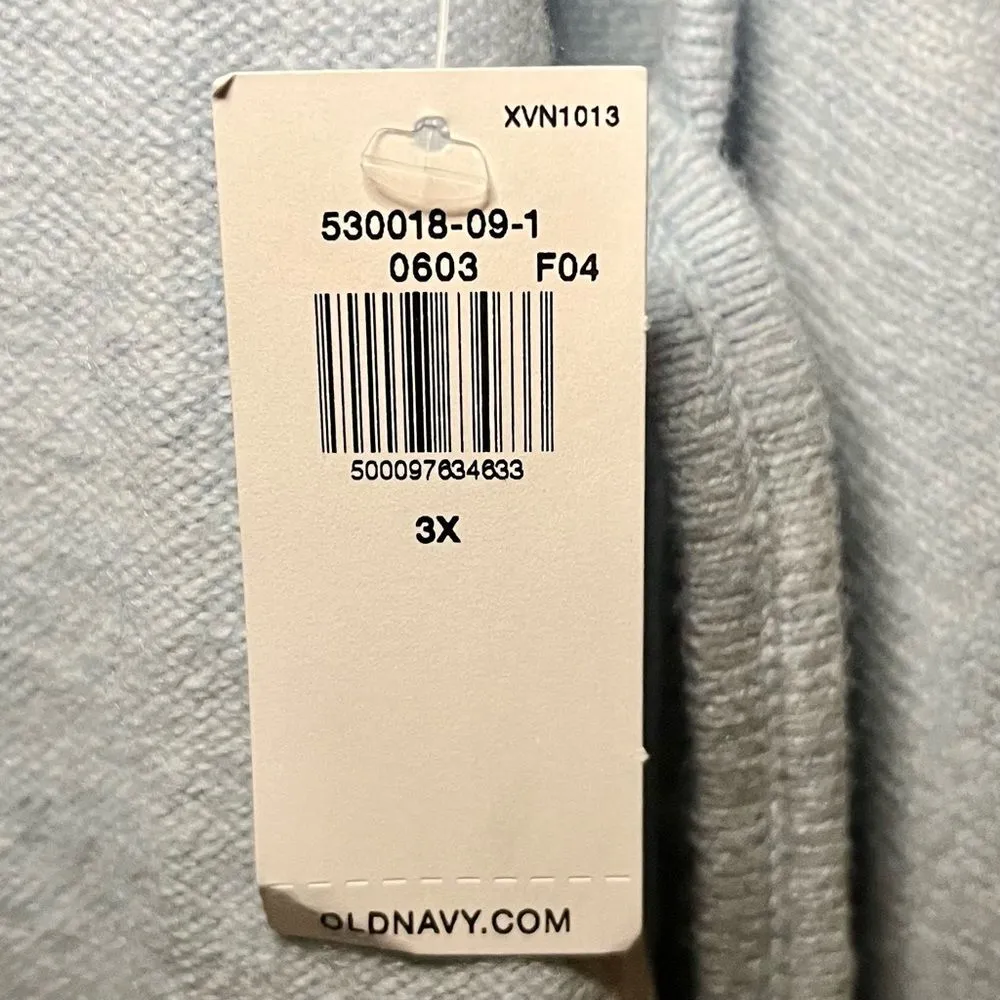 XVN1013
530018-09-1
0603 F04
500097634633
3X
OLDNAVY.COM